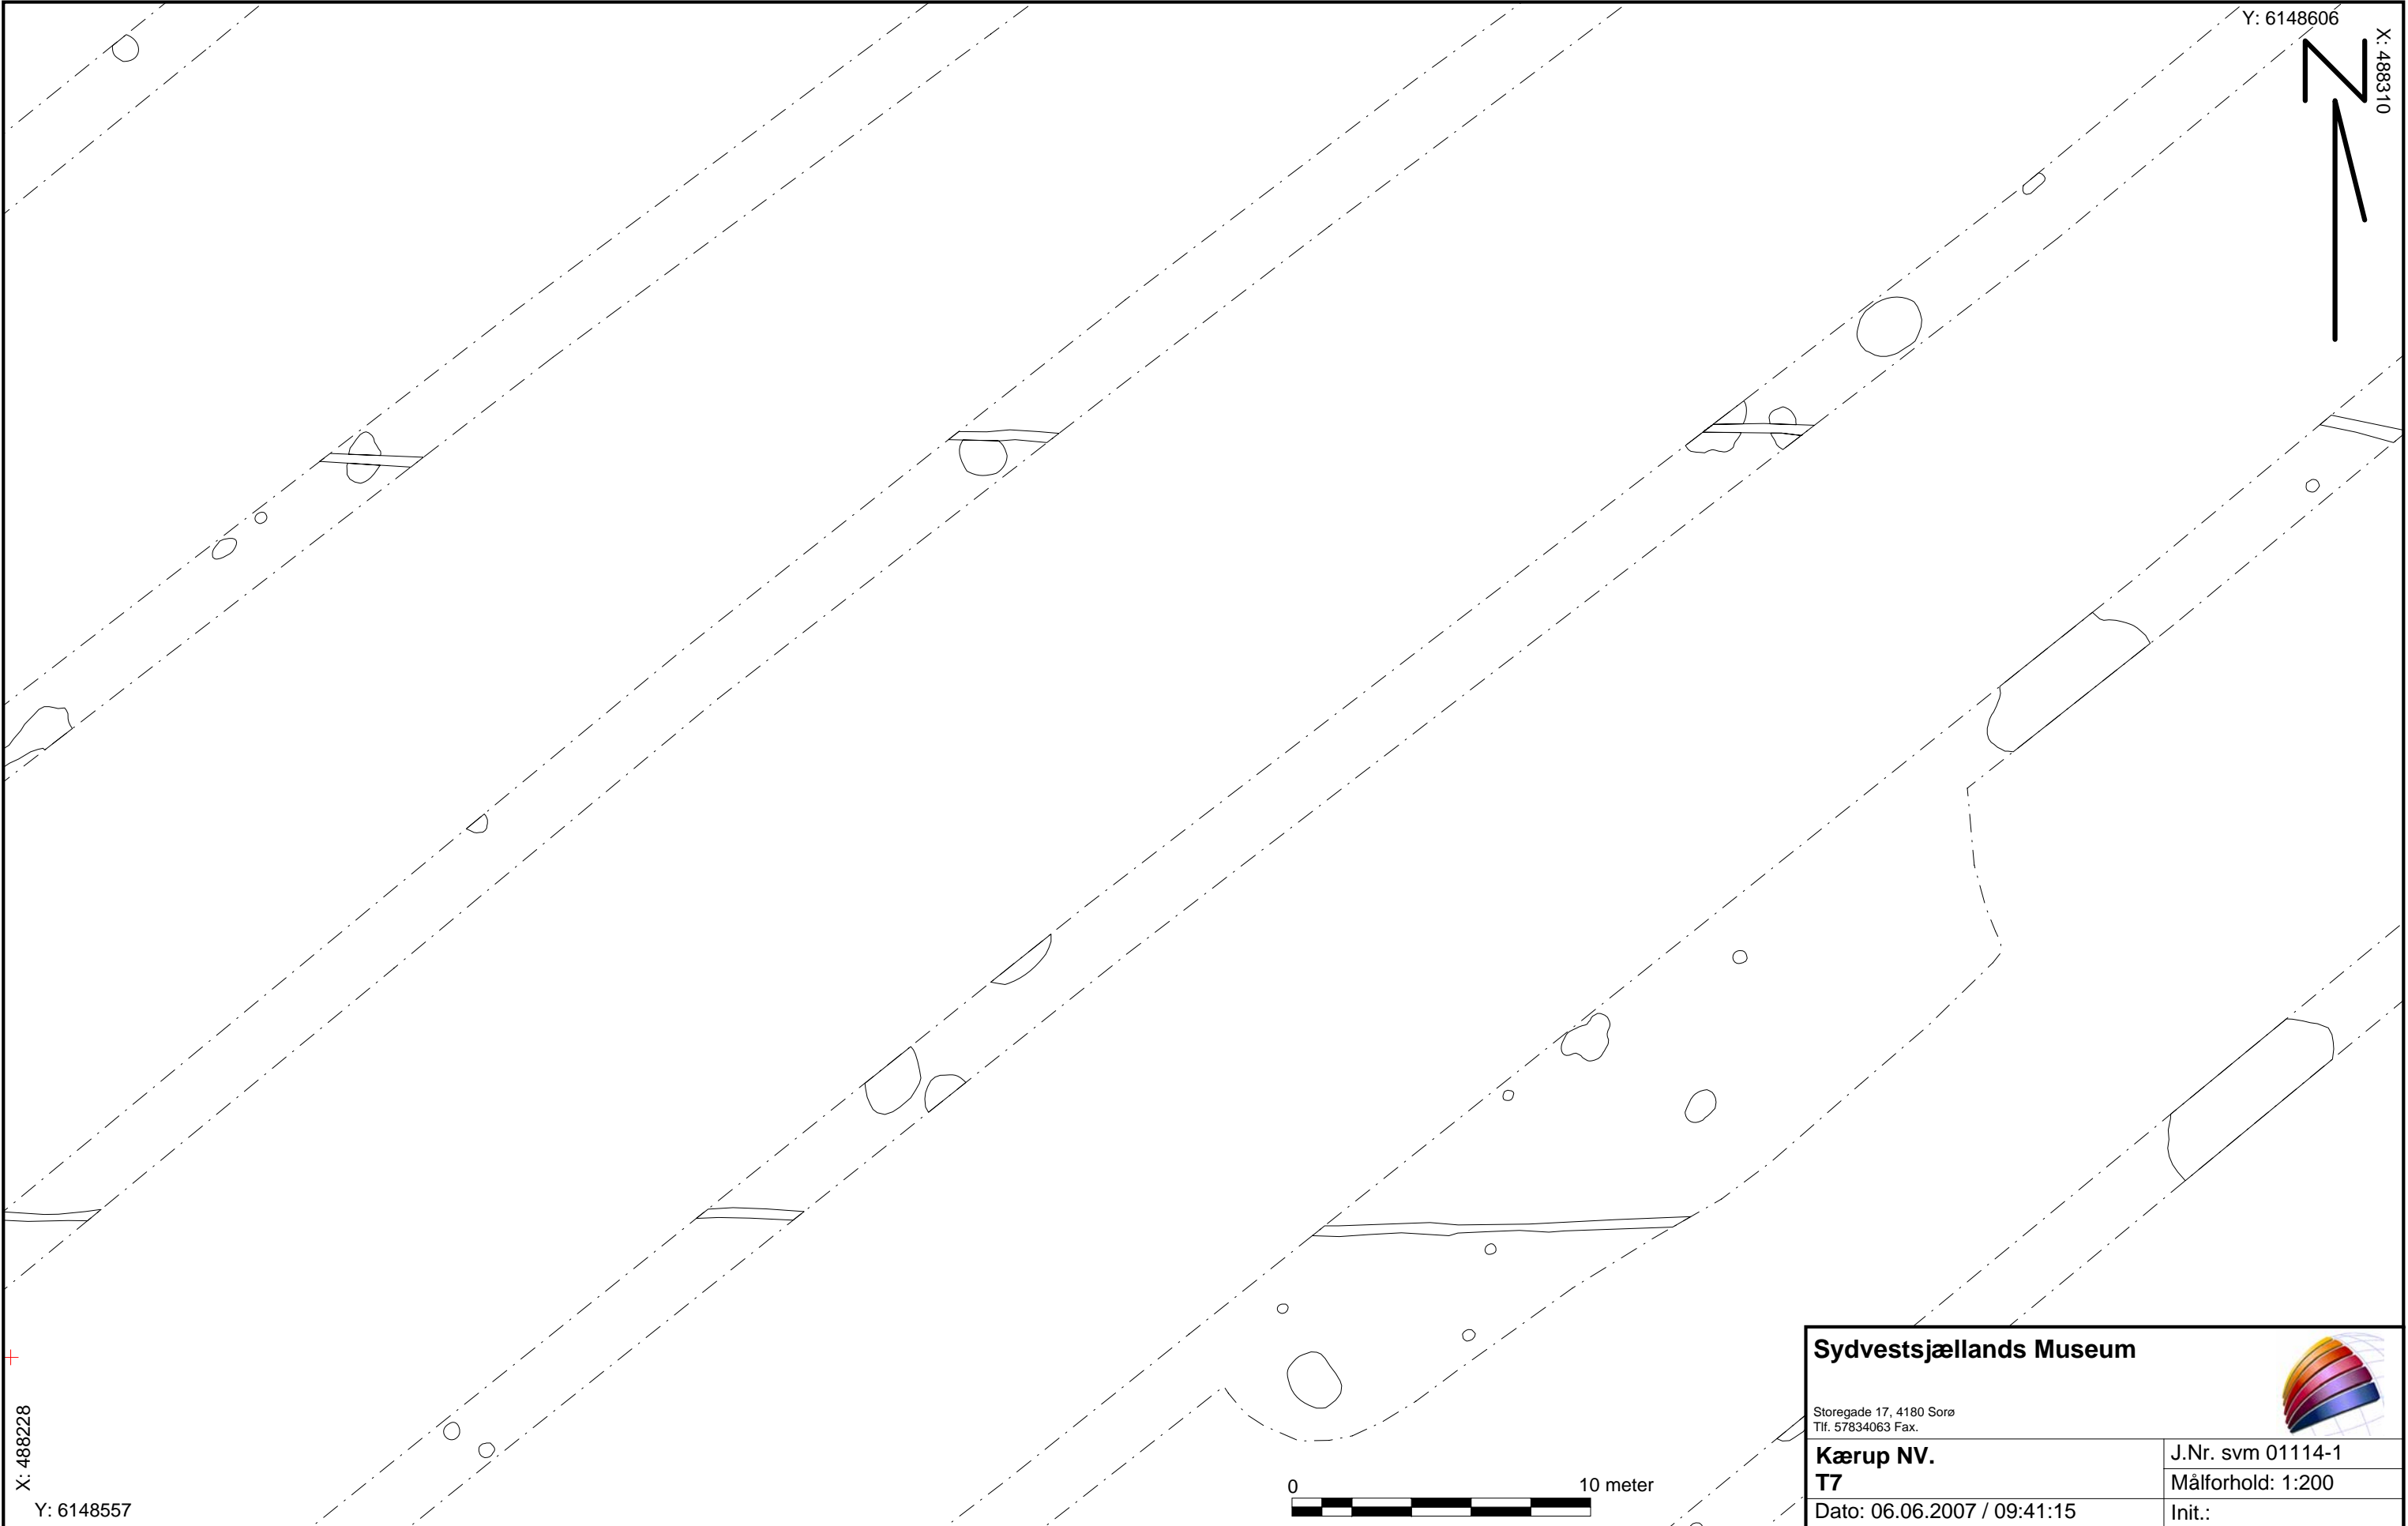 Y: 6148606
X: 488310
X: 488228
Y: 6148557
0 10 meter
Sydvestsjællands Museum
Storegade 17, 4180 Sorø
Tlf. 57834063 Fax.
Kærup NV.
T7
J.Nr. svm 01114-1
Målforhold: 1:200
Dato: 06.06.2007 / 09:41:15
Init.: